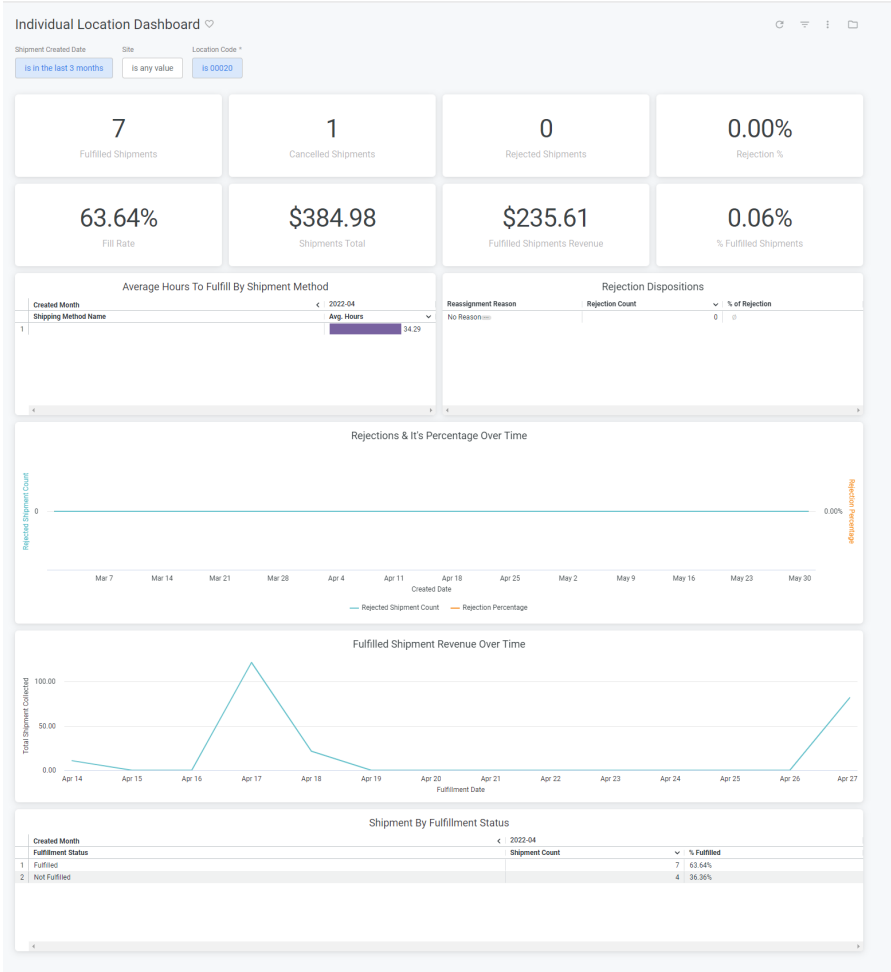 Individual Location Dashboard
Shipment Created Date Site Location Code *
is in the last 3 months is any value is 00020
7 1 0 0.00%
Fulfilled Shipments Cancelled Shipments Rejected Shipments Rejection %
63.64% $384.98 $235.61 0.06%
Fill Rate Shipments Total Fulfilled Shipments Revenue % Fulfilled Shipments
Average Hours To Fulfill By Shipment Method
Created Month 2022-04
Shipping Method Name Avg. Hours
1 34.29
Rejection Dispositions
Reassignment Reason Rejection Count % of Rejection
No Reason 0 ∅
Rejections & It's Percentage Over Time
Rejected Shipment Count
0
0.00%
Rejection Percentage
Mar 7 Mar 14 Mar 21 Mar 28 Apr 4 Apr 11 Apr 18 Apr 25 May 2 May 9 May 16 May 23 May 30
Created Date
Rejected Shipment Count Rejection Percentage
Fulfilled Shipment Revenue Over Time
Total Shipment Collected
100.00
50.00
0.00
Apr 14 Apr 15 Apr 16 Apr 17 Apr 18 Apr 19 Apr 20 Apr 21 Apr 22 Apr 23 Apr 24 Apr 25 Apr 26 Apr 27
Fulfillment Date
Shipment By Fulfillment Status
Created Month 2022-04
Fulfillment Status Shipment Count % Fulfilled
1 Fulfilled 7 63.64%
2 Not Fulfilled 4 36.36%